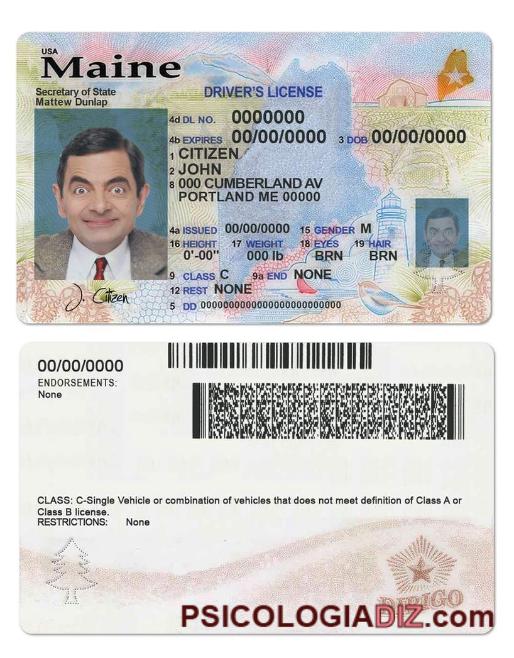 USA
Maine
Secretary of State
Mattew Dunlap
DRIVER'S LICENSE
4d DL NO. 0000000
4b EXPIRES 00/00/0000 3 DOB 00/00/0000
1 CITIZEN
2 JOHN
8 000 CUMBERLAND AV
PORTLAND ME 00000
4a ISSUED 00/00/0000 15 GENDER M
16 HEIGHT 17 WEIGHT 18 EYES 19 HAIR
0'-00" 000 lb BRN BRN
9 CLASS C 9a END NONE
12 REST NONE
J. Citizen
5 DD 0000000000000000000000000
00/00/0000
ENDORSEMENTS:
None
CLASS: C-Single Vehicle or combination of vehicles that does not meet definition of Class A or
Class B license.
RESTRICTIONS: None
DIRIGO
PSICOLOGIADIZ.com